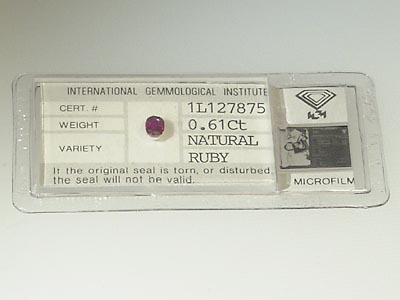 INTERNATIONAL GEMMOLOGICAL INSTITUTE
CERT. # 1L127875
WEIGHT 0.61Ct
VARIETY NATURAL
RUBY
If the original seal is torn, or disturbed
the seal will not be valid.
MICROFILM